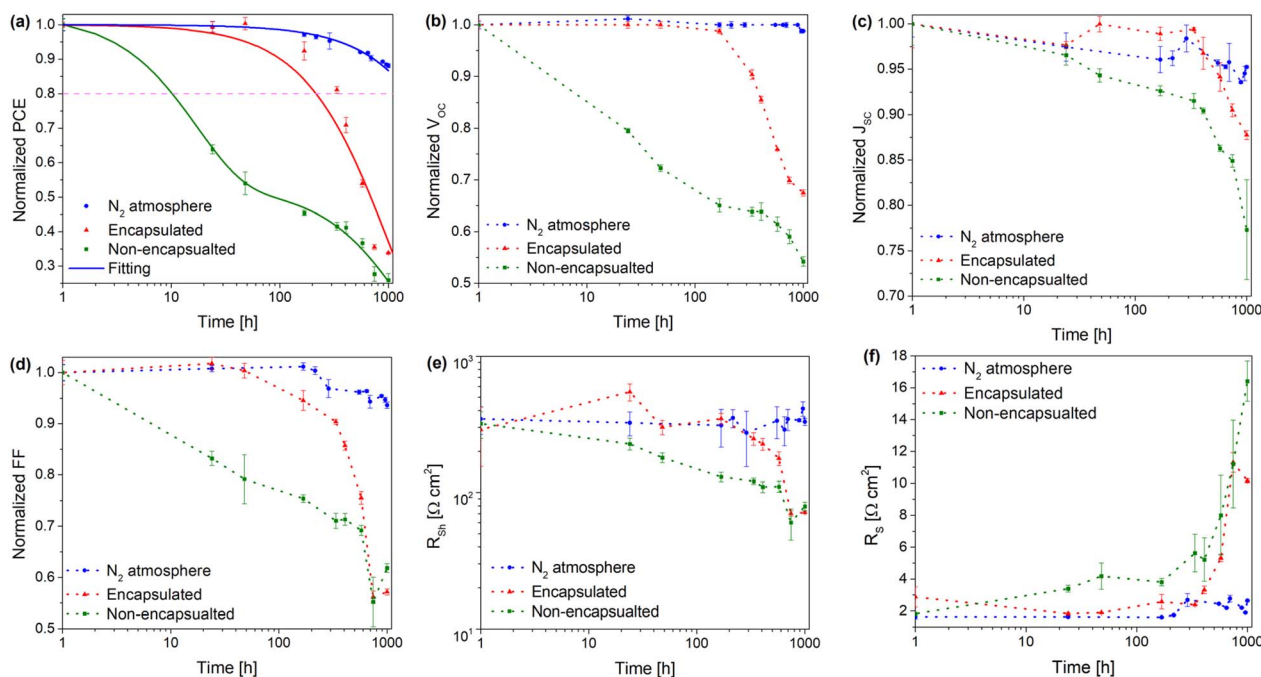 (a)
Normalized PCE
1.0
0.9
0.8
0.7
0.6
0.5
0.4
0.3
N2 atmosphere
Encapsulated
Non-encapsualted
Fitting
1 10 100 1000
Time [h]
(b)
Normalized VOC
1.0
0.9
0.8
0.7
0.6
0.5
N2 atmosphere
Encapsulated
Non-encapsualted
1 10 100 1000
Time [h]
(c)
Normalized JSC
1.00
0.95
0.90
0.85
0.80
0.75
0.70
N2 atmosphere
Encapsulated
Non-encapsualted
1 10 100 1000
Time [h]
(d)
Normalized FF
1.0
0.9
0.8
0.7
0.6
0.5
N2 atmosphere
Encapsulated
Non-encapsualted
1 10 100 1000
Time [h]
(e)
RSh [Ω cm2]
103
102
101
N2 atmosphere
Encapsulated
Non-encapsualted
1 10 100 1000
Time [h]
(f)
RS [Ω cm2]
18
16
14
12
10
8
6
4
2
N2 atmosphere
Encapsulated
Non-encapsualted
1 10 100 1000
Time [h]